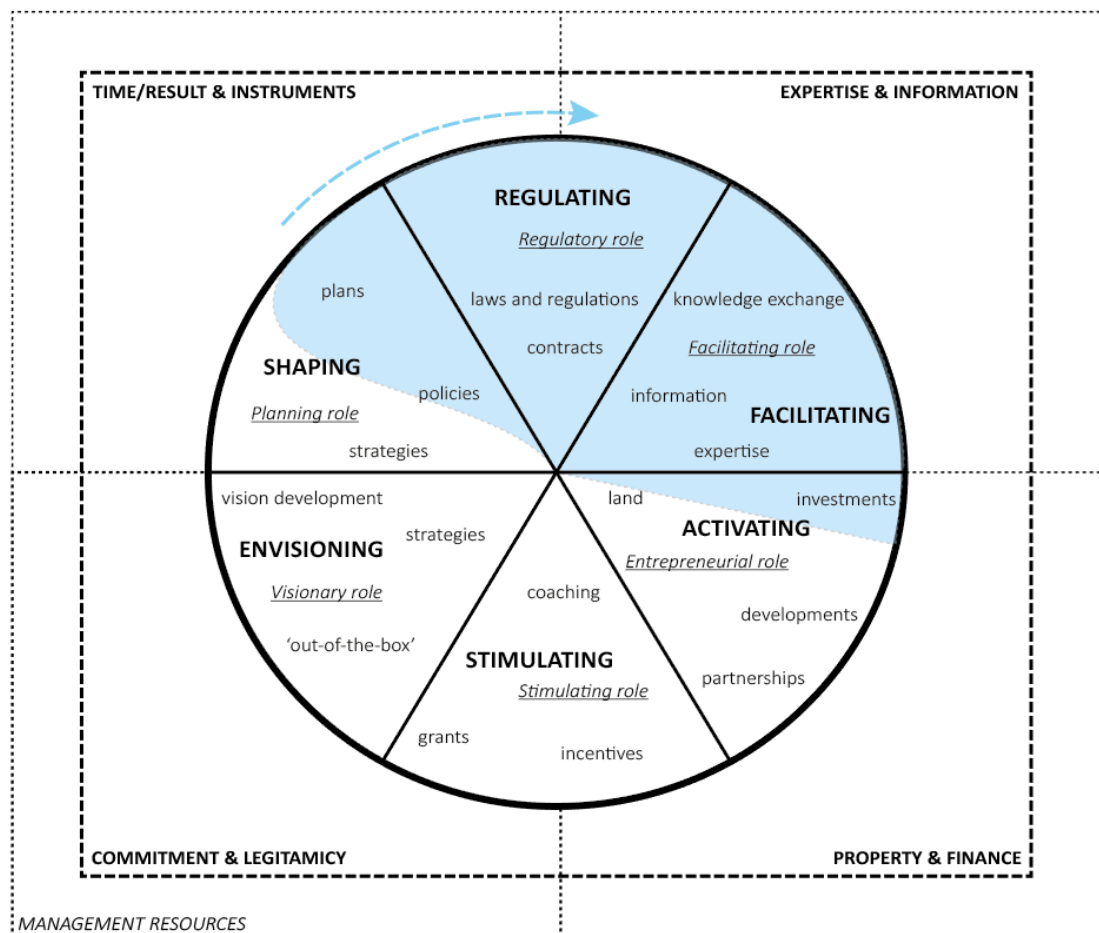 TIME/RESULT & INSTRUMENTS
EXPERTISE & INFORMATION
REGULATING
Regulatory role
plans
laws and regulations
knowledge exchange
contracts
Facilitating role
SHAPING
policies
information
Planning role
FACILITATING
strategies
expertise
vision development
land
investments
strategies
ACTIVATING
ENVISIONING
Entrepreneurial role
Visionary role
coaching
developments
‘out-of-the-box’
STIMULATING
partnerships
Stimulating role
grants
incentives
COMMITMENT & LEGITAMICY
PROPERTY & FINANCE
MANAGEMENT RESOURCES